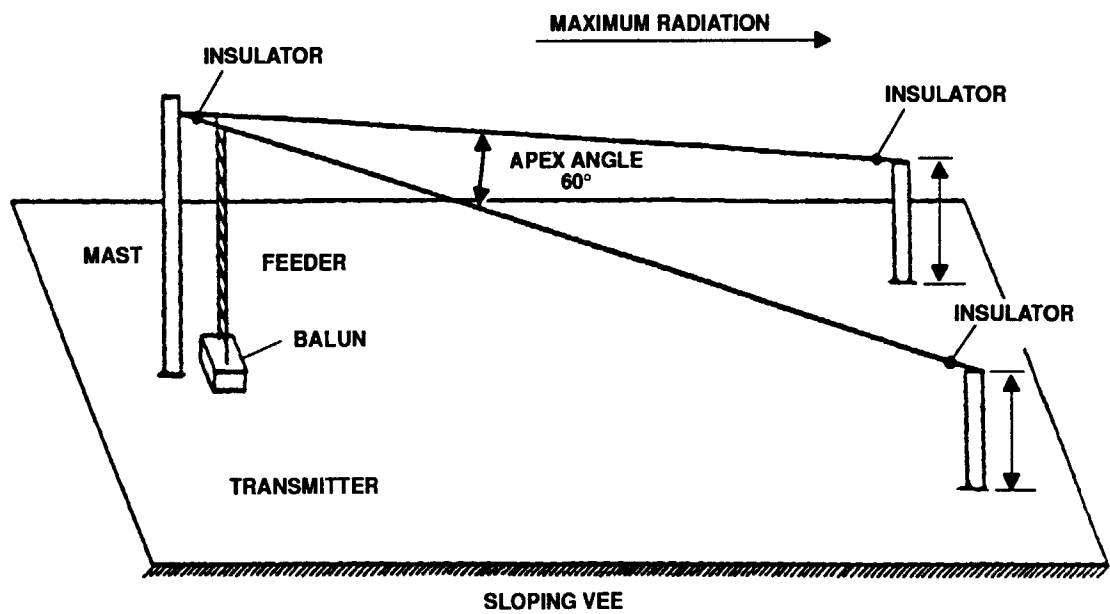 MAXIMUM RADIATION
INSULATOR
INSULATOR
APEX ANGLE
60°
MAST
FEEDER
INSULATOR
BALUN
TRANSMITTER
SLOPING VEE